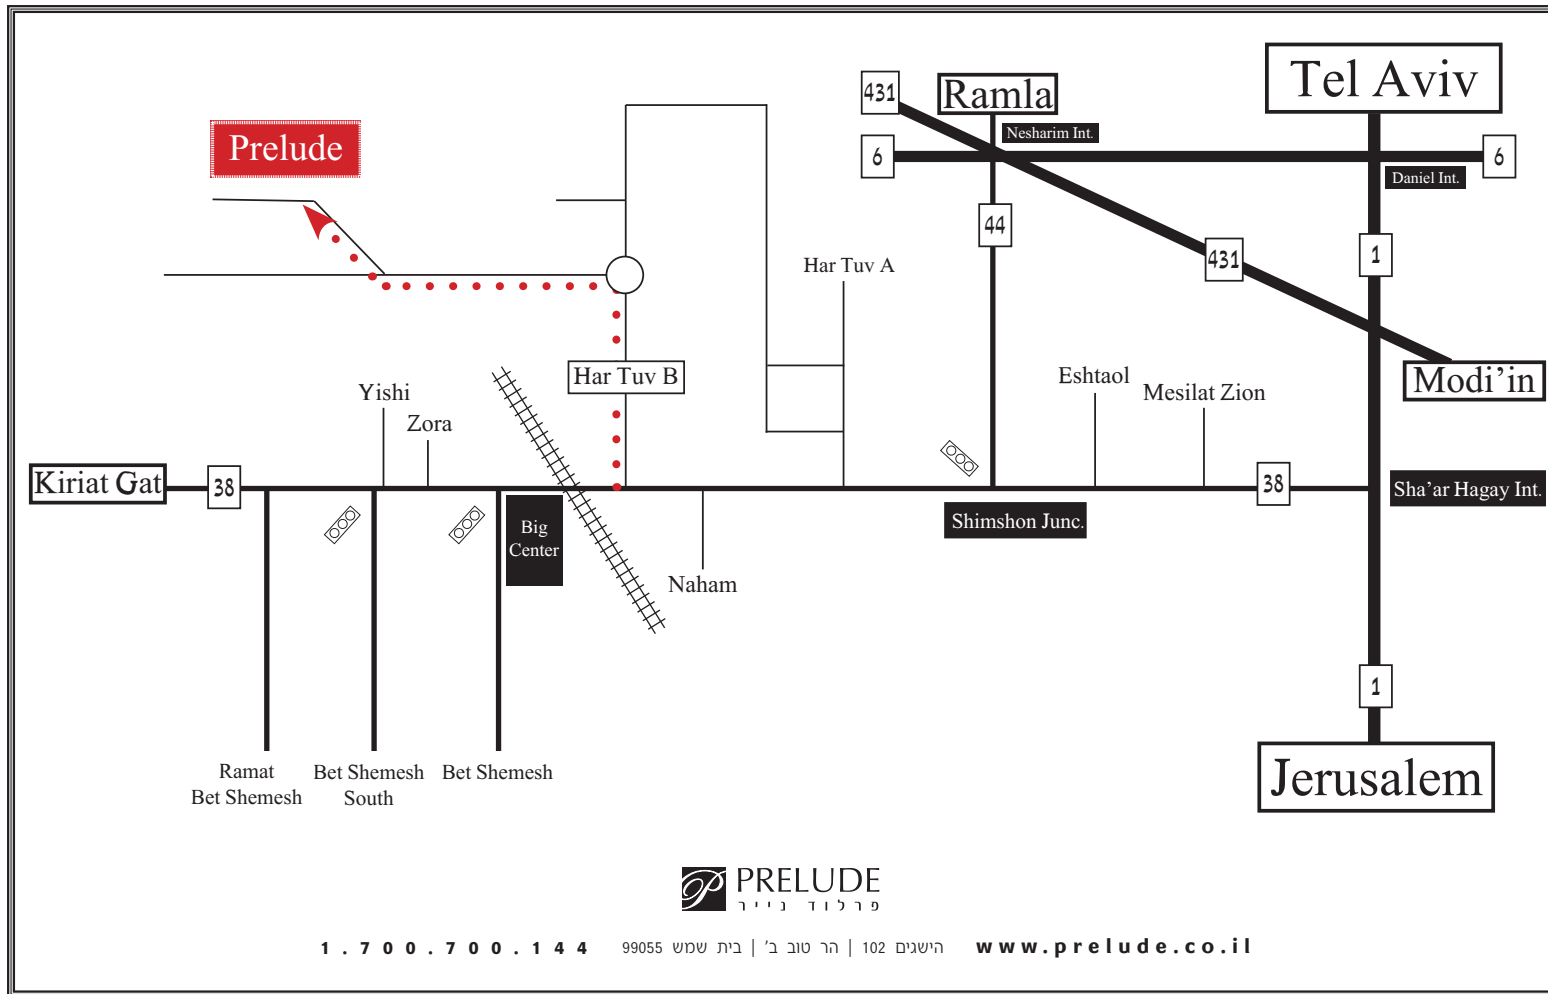 Tel Aviv
431
Ramla
Nesharim Int.
Prelude
6
6
Daniel Int.
44
1
431
Har Tuv A
Har Tuv B
Yishi
Zora
Eshtaol
Mesilat Zion
Modi’in
Kiriat Gat
38
38
Sha’ar Hagay Int.
Big
Center
Shimshon Junc.
Naham
1
Ramat
Bet Shemesh
Bet Shemesh
South
Bet Shemesh
Jerusalem
P PRELUDE
פרלוד נייר
1.700.700.144 הישגים 102 | הר טוב ב' | בית שמש 99055 www.prelude.co.il